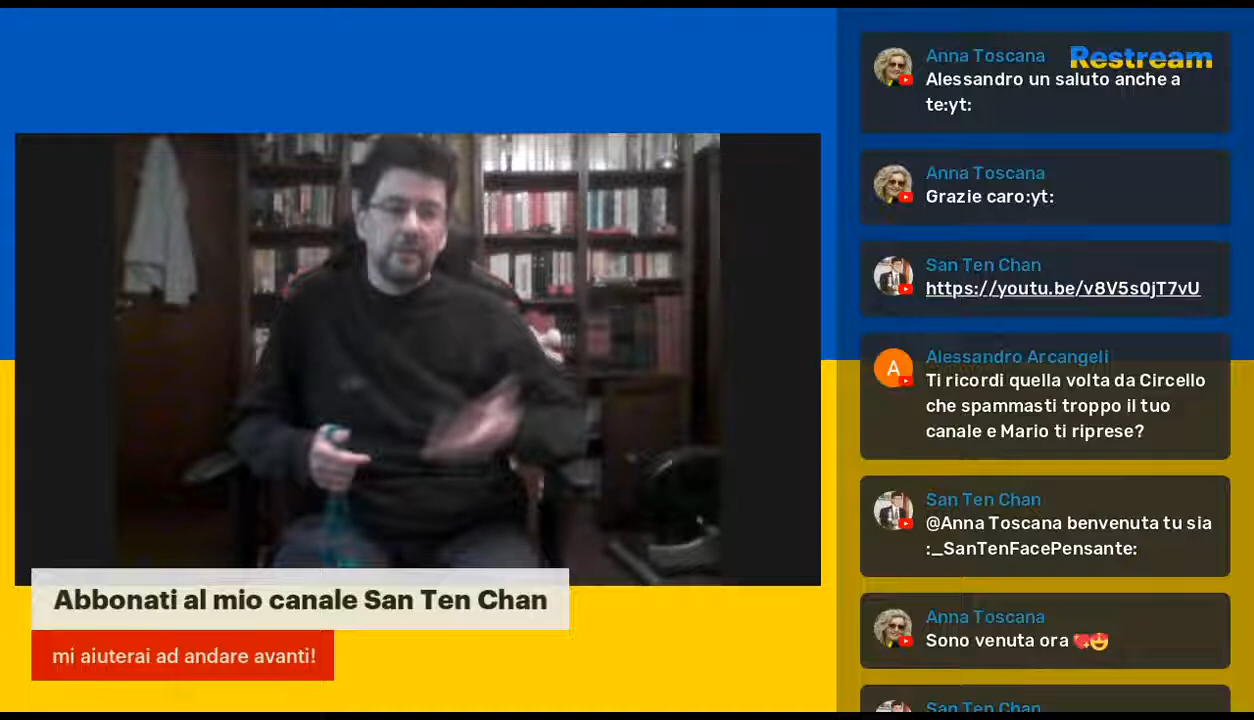 Restream
Anna Toscana
Alessandro un saluto anche a
te:yt:
Anna Toscana
Grazie caro:yt:
San Ten Chan
https://youtu.be/v8V5s0jT7vU
A
Alessandro Arcangeli
Ti ricordi quella volta da Circello
che spammasti troppo il tuo
canale e Mario ti riprese?
San Ten Chan
@Anna Toscana benvenuta tu sia
:_SanTenFacePensante:
Anna Toscana
Sono venuta ora 💖😍
San Ten Chan
Abbonati al mio canale San Ten Chan
mi aiuterai ad andare avanti!